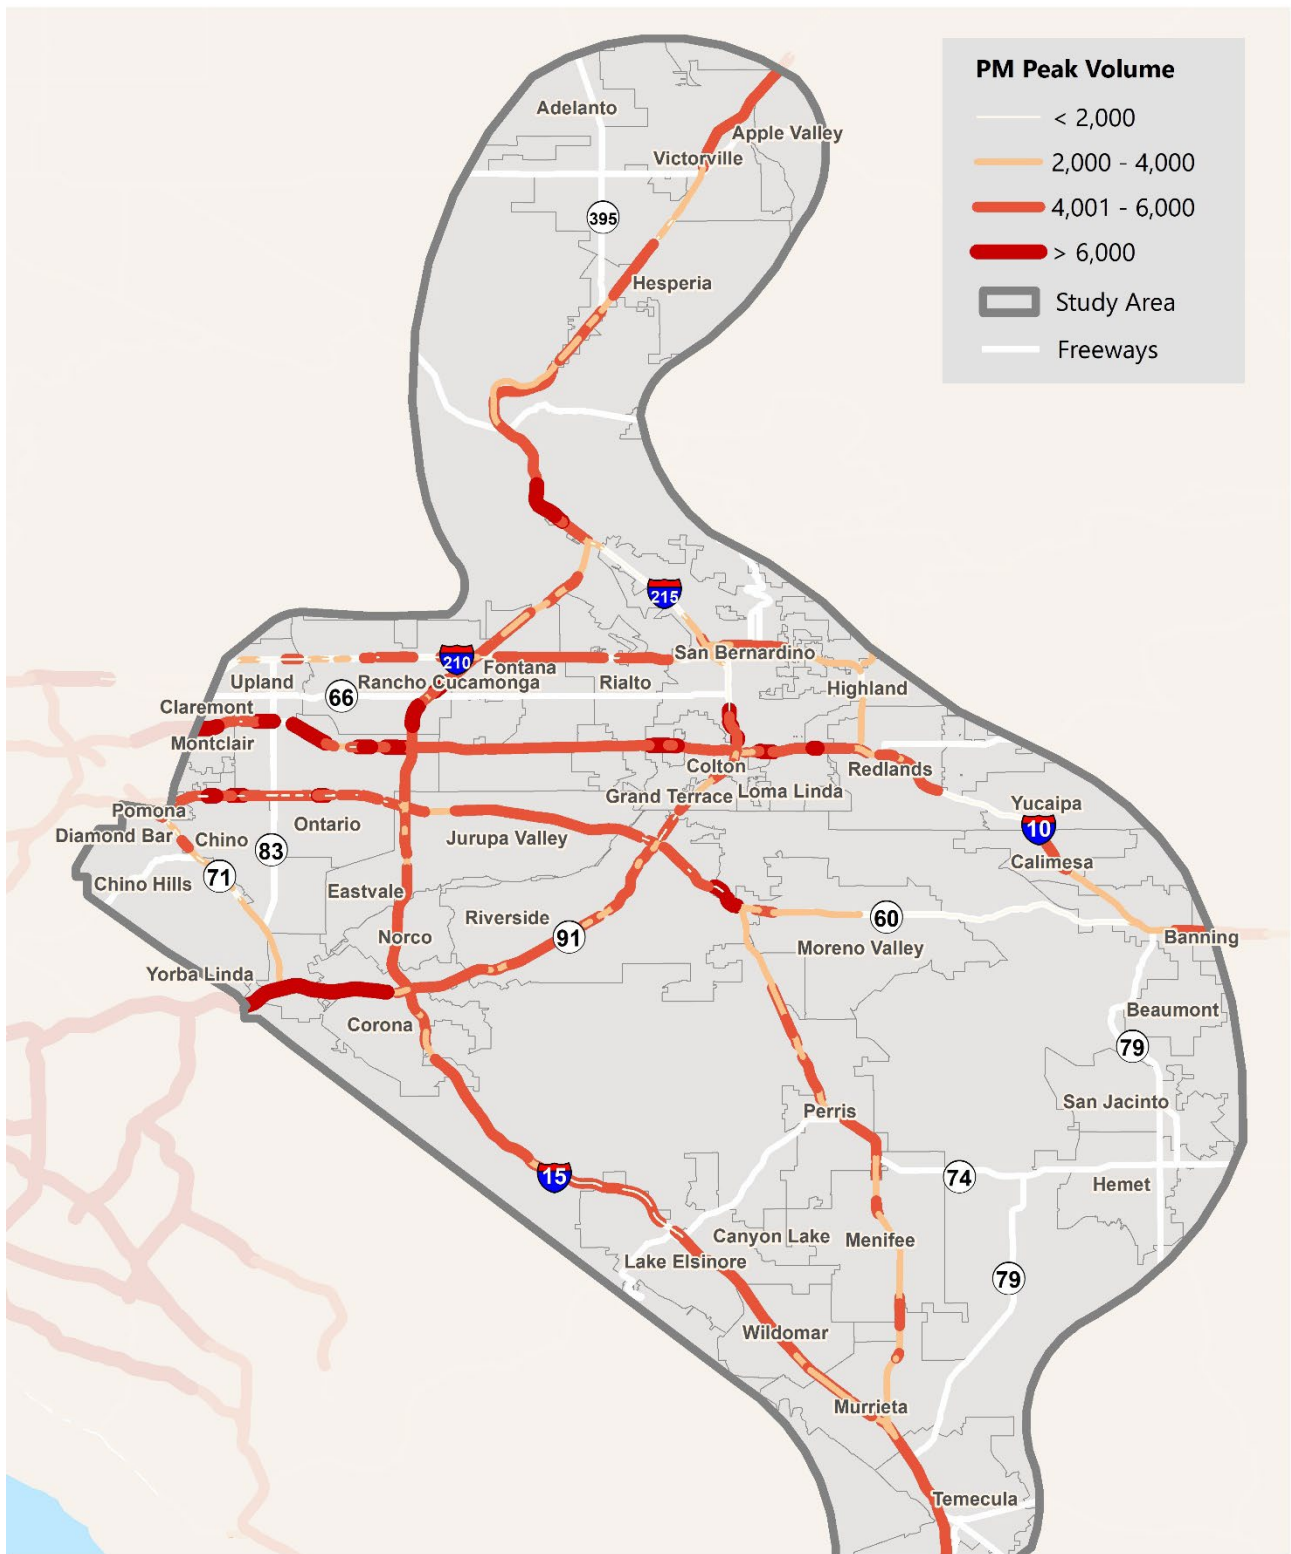 PM Peak Volume
< 2,000
2,000 - 4,000
4,001 - 6,000
> 6,000
Study Area
Freeways
Adelanto
Apple Valley
Victorville
395
Hesperia
215
San Bernardino
210
Fontana
Upland
66
Rancho Cucamonga
Rialto
Highland
Claremont
Montclair
Colton
Redlands
Grand Terrace
Loma Linda
Pomona
Diamond Bar
Chino
Ontario
Jurupa Valley
Yucaipa
10
83
Calimesa
Chino Hills
71
Eastvale
Riverside
91
60
Norco
Moreno Valley
Banning
Yorba Linda
Corona
Beaumont
79
Perris
San Jacinto
15
74
Hemet
Canyon Lake
Menifee
Lake Elsinore
79
Wildomar
Murrieta
Temecula